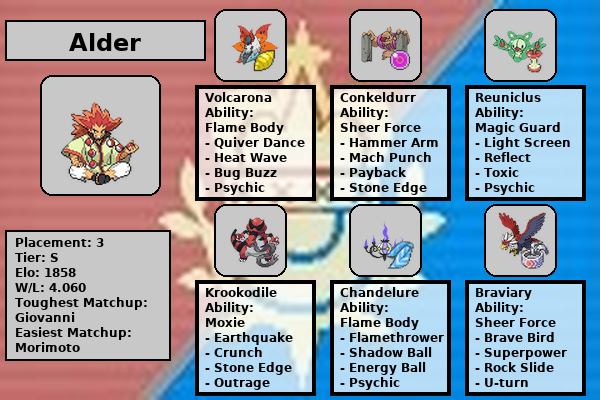 Alder
Placement: 3
Tier: S
Elo: 1858
W/L: 4.060
Toughest Matchup:
Giovanni
Easiest Matchup:
Morimoto
Volcarona
Ability:
Flame Body
- Quiver Dance
- Heat Wave
- Bug Buzz
- Psychic
Conkeldurr
Ability:
Sheer Force
- Hammer Arm
- Mach Punch
- Payback
- Stone Edge
Reuniclus
Ability:
Magic Guard
- Light Screen
- Reflect
- Toxic
- Psychic
Krookodile
Ability:
Moxie
- Earthquake
- Crunch
- Stone Edge
- Outrage
Chandelure
Ability:
Flame Body
- Flamethrower
- Shadow Ball
- Energy Ball
- Psychic
Braviary
Ability:
Sheer Force
- Brave Bird
- Superpower
- Rock Slide
- U-turn